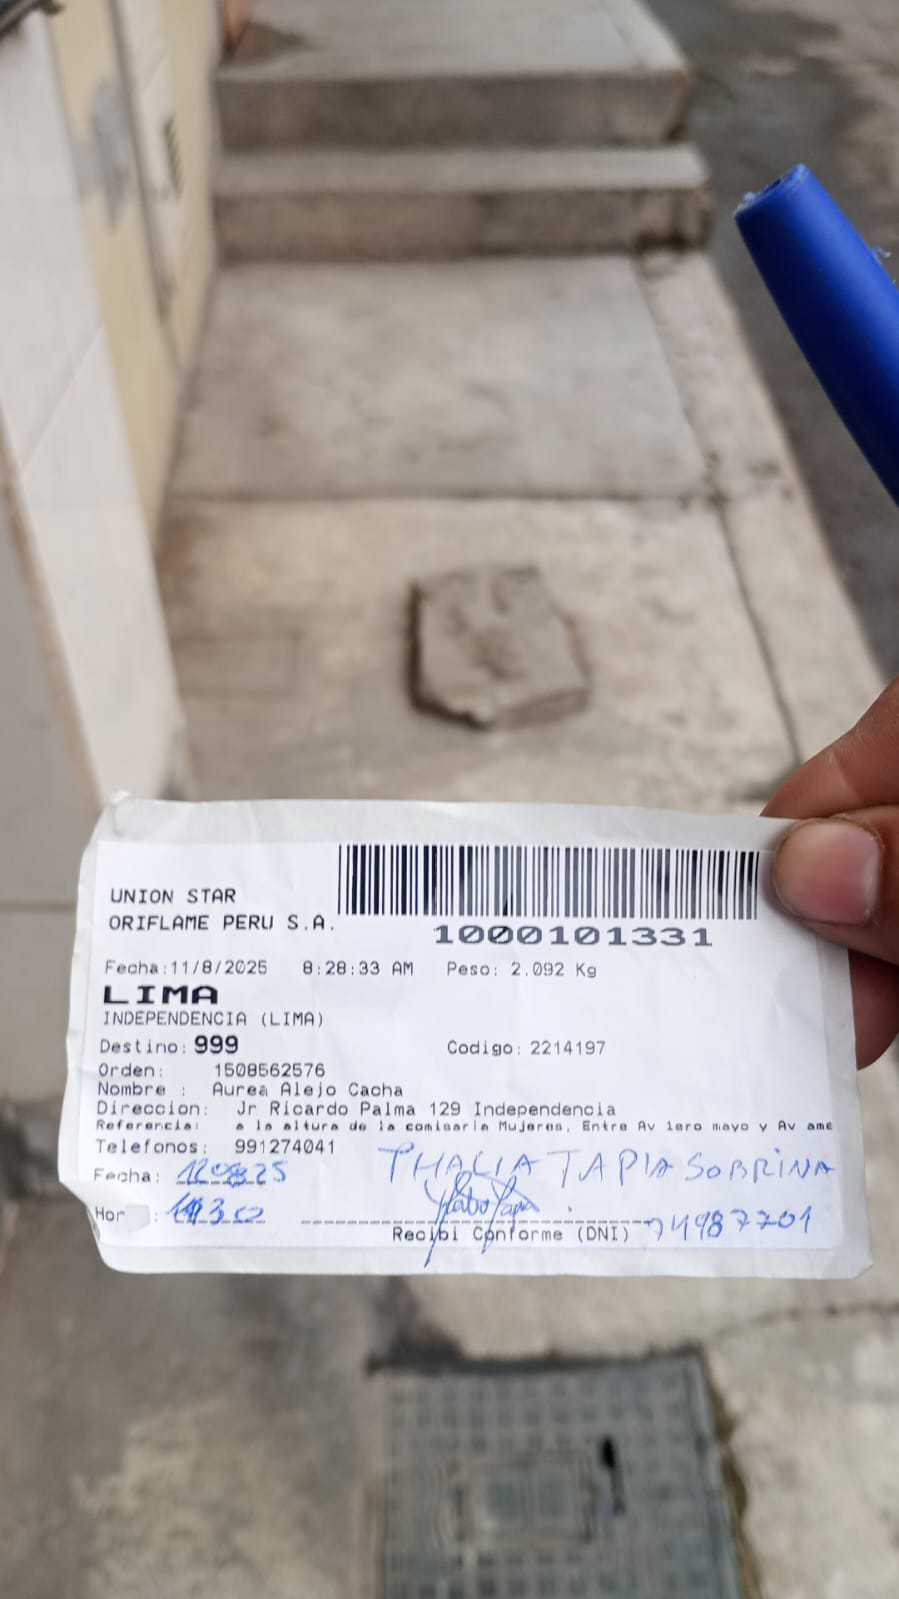 UNION STAR
ORIFLAME PERU S.A.
1000101331
Fecha:11/8/2025 8:28:33 AM Peso: 2.092 Kg
LIMA
INDEPENDENCIA (LIMA)
Destino: 999 Codigo: 2214197
Orden: 1508562576
Nombre : Aurea Alejo Cacha
Direccion: Jr Ricardo Palma 129 Independencia
Referencia: a la altura de la comisaria Mujeres, Entre Av 1ero mayo y Av ame
Telefonos: 991274041
Fecha: 120825 THALIA TAPIA SOBRINA
Hor :
Recibi Conforme (DNI) 74987701